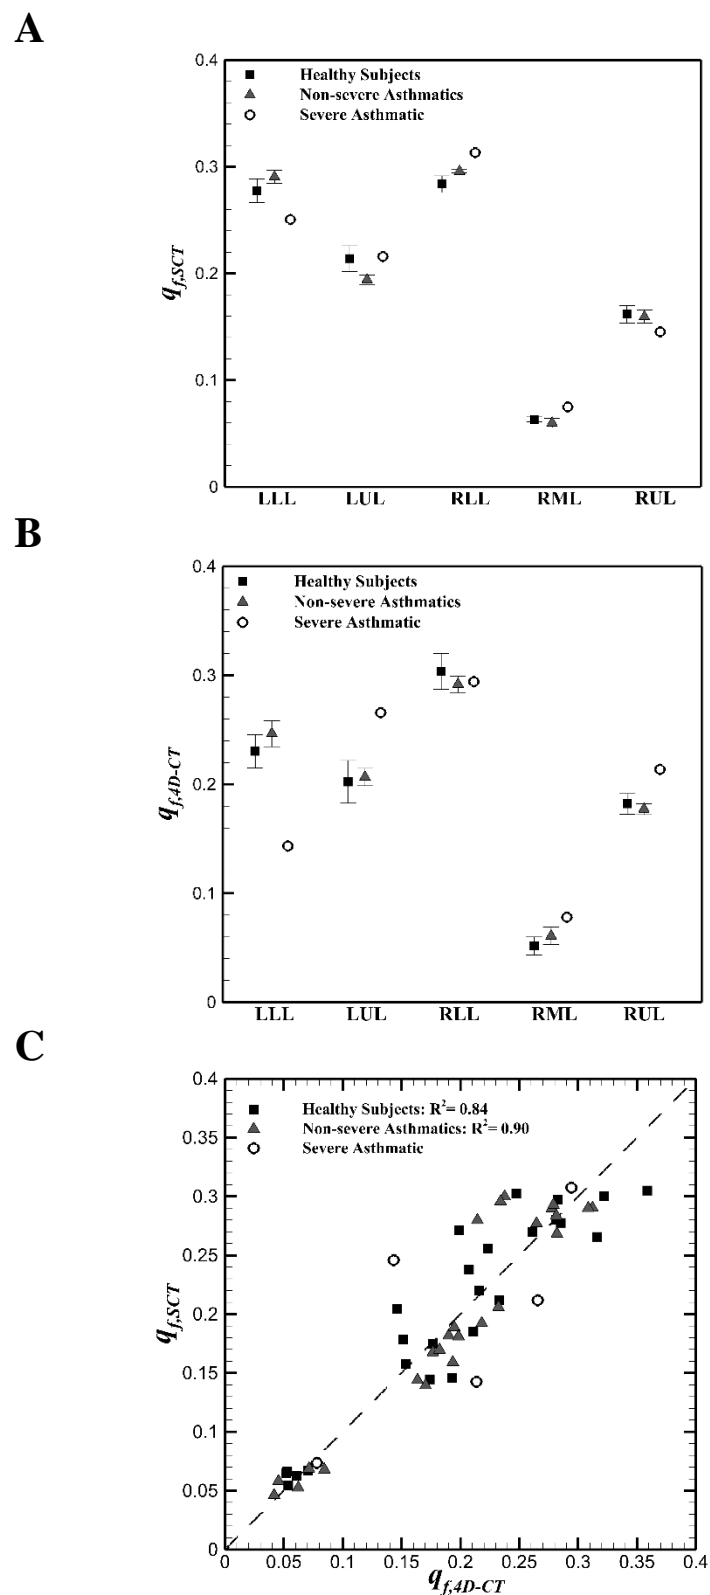 A
0.4
Healthy Subjects
Non-severe Asthmatics
Severe Asthmatic
0.3
0.2
0.1
0
q_f,SCT
LLL LUL RLL RML RUL
B
0.4
Healthy Subjects
Non-severe Asthmatics
Severe Asthmatic
0.3
0.2
0.1
0
q_f,4D-CT
LLL LUL RLL RML RUL
C
0.4
Healthy Subjects: R²= 0.84
Non-severe Asthmatics: R²= 0.90
Severe Asthmatic
0.35
0.3
0.25
0.2
0.15
0.1
0.05
0
q_f,SCT
0 0.05 0.1 0.15 0.2 0.25 0.3 0.35 0.4
q_f,4D-CT